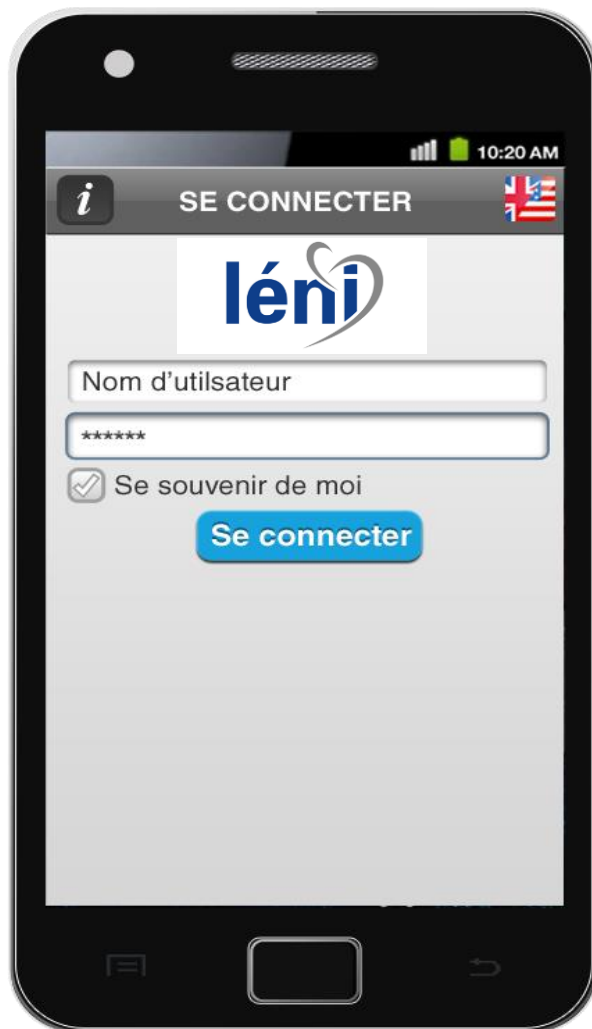 10:20 AM
i SE CONNECTER
léni
Nom d'utilsateur
******
Se souvenir de moi
Se connecter